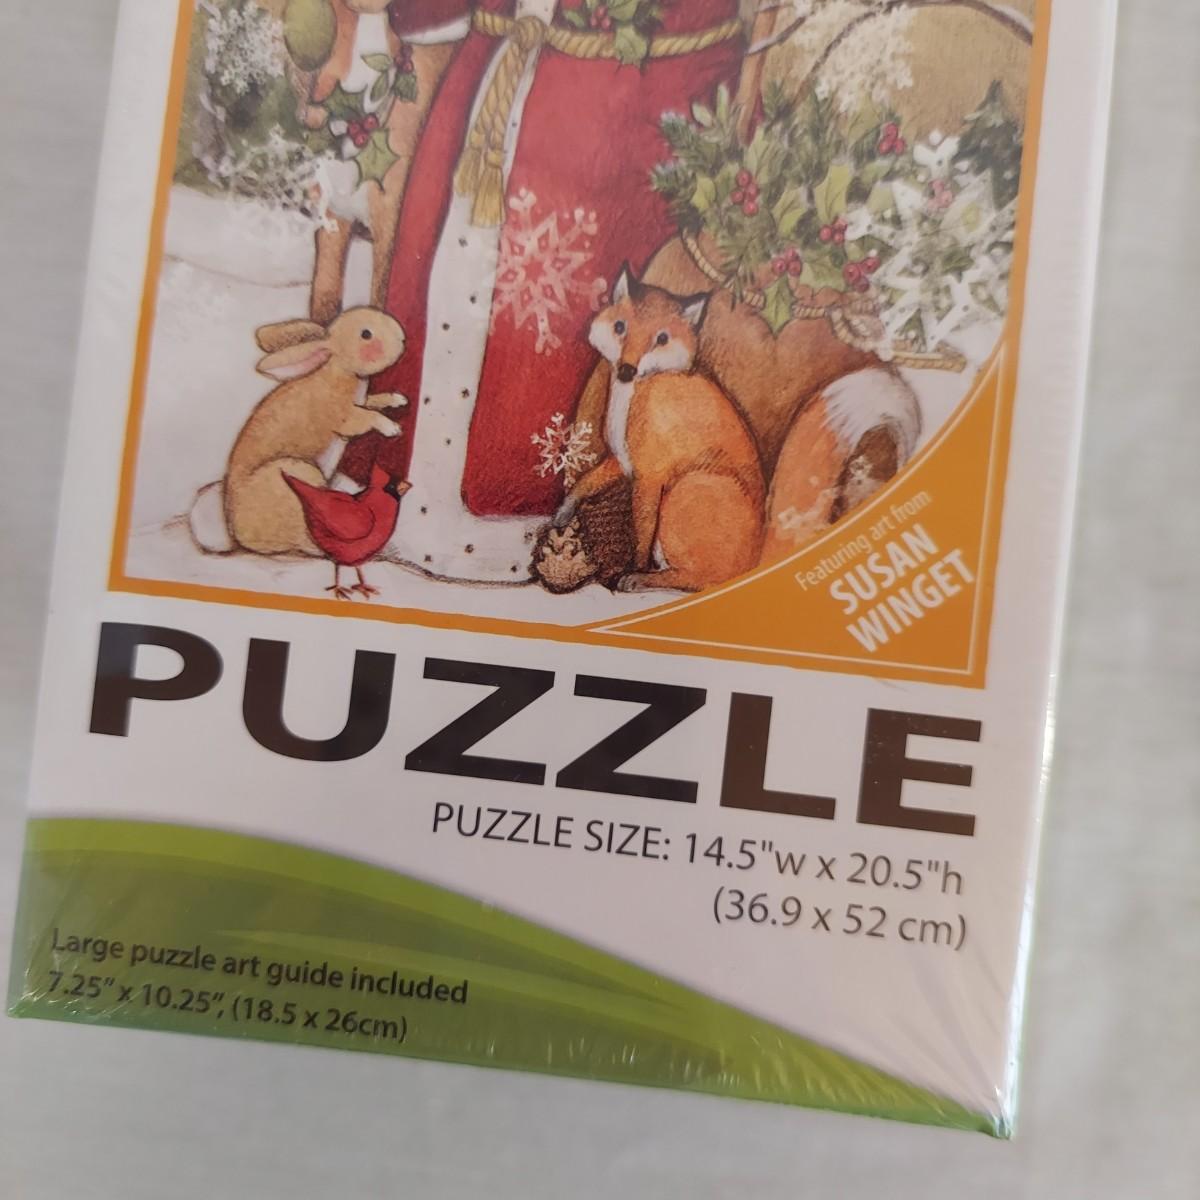 Featuring art from
SUSAN
WINGET
PUZZLE
PUZZLE SIZE: 14.5"w x 20.5"h
(36.9 x 52 cm)
Large puzzle art guide included
7.25” x 10.25”, (18.5 x 26cm)